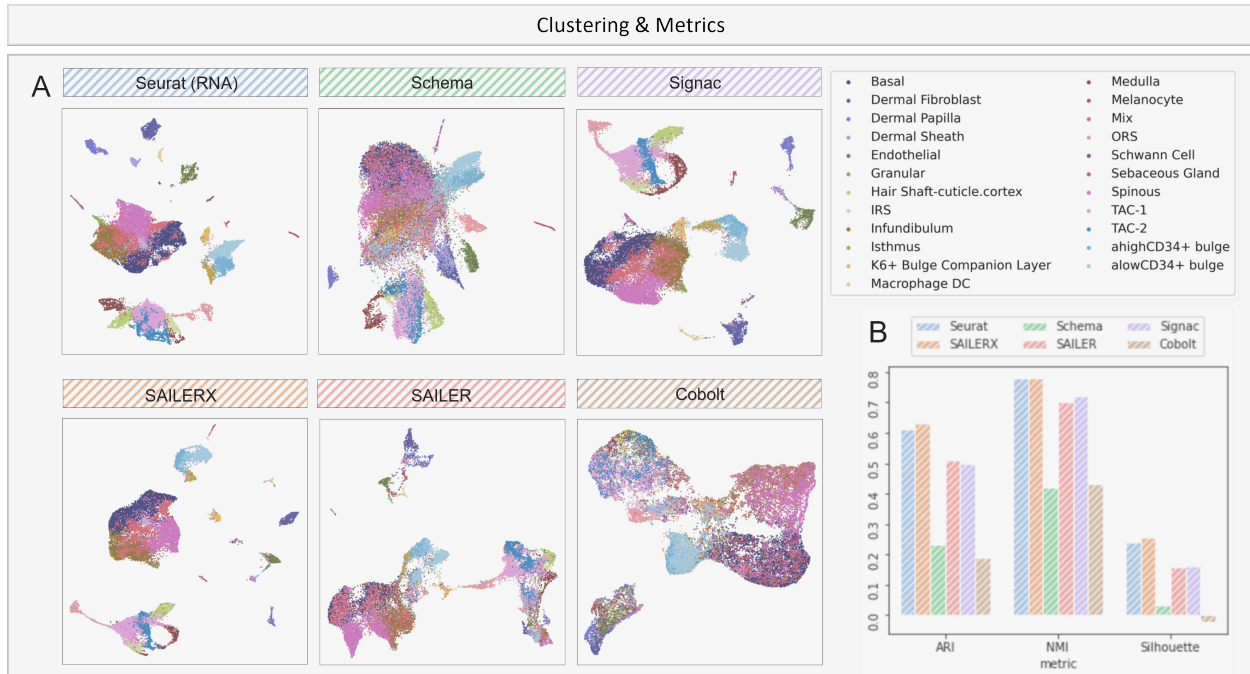 Clustering & Metrics
A
Seurat (RNA)
Schema
Signac
Basal
Dermal Fibroblast
Dermal Papilla
Dermal Sheath
Endothelial
Granular
Hair Shaft-cuticle.cortex
IRS
Infundibulum
Isthmus
K6+ Bulge Companion Layer
Macrophage DC
Medulla
Melanocyte
Mix
ORS
Schwann Cell
Sebaceous Gland
Spinous
TAC-1
TAC-2
ahighCD34+ bulge
alowCD34+ bulge
SAILERX
SAILER
Cobolt
B
Seurat
Schema
Signac
SAILERX
SAILER
Cobolt
0.8
0.7
0.6
0.5
0.4
0.3
0.2
0.1
0.0
ARI
NMI
Silhouette
metric